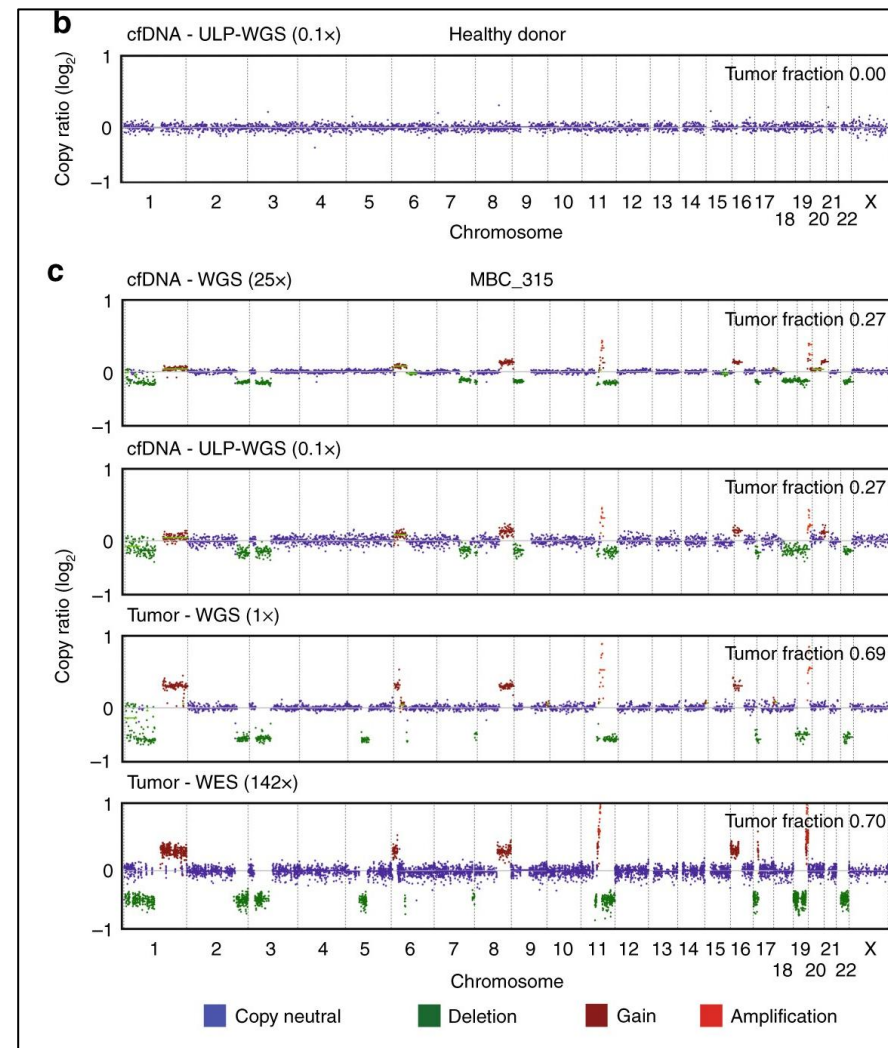 b
cfDNA - ULP-WGS (0.1×) Healthy donor
Tumor fraction 0.00
Copy ratio (log2)
1
0
−1
1 2 3 4 5 6 7 8 9 10 11 12 13 14 15 16 17 18 19 20 21 22 X
Chromosome
c
cfDNA - WGS (25×) MBC_315
Tumor fraction 0.27
1
0
−1
cfDNA - ULP-WGS (0.1×)
Tumor fraction 0.27
1
0
−1
Copy ratio (log2)
Tumor - WGS (1×)
Tumor fraction 0.69
1
0
−1
Tumor - WES (142×)
Tumor fraction 0.70
1
0
−1
1 2 3 4 5 6 7 8 9 10 11 12 13 14 15 16 17 18 19 20 21 22 X
Chromosome
Copy neutral Deletion Gain Amplification